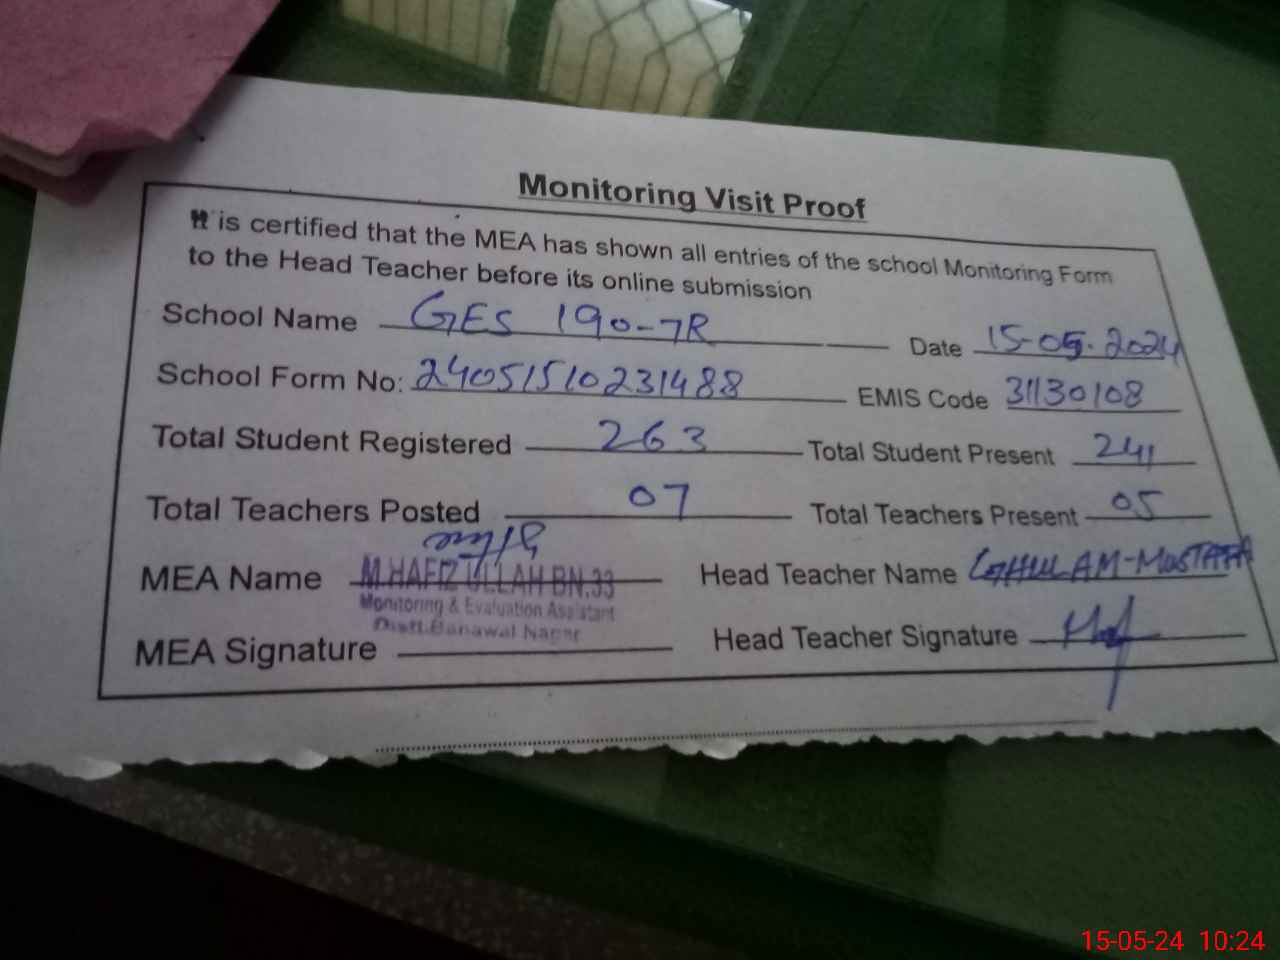 Monitoring Visit Proof
It is certified that the MEA has shown all entries of the school Monitoring Form
to the Head Teacher before its online submission
School Name GES 190-7R Date 15-05-2024
School Form No: 24051510231488 EMIS Code 31130108
Total Student Registered 263 Total Student Present 241
Total Teachers Posted 07 Total Teachers Present 05
MEA Name M.HAFIZ ULLAH BN.33 Head Teacher Name GHULAM-MUSTAFA
Monitoring & Evaluation Assistant
Distt.Bahawal Nagar
MEA Signature Head Teacher Signature
15-05-24 10:24